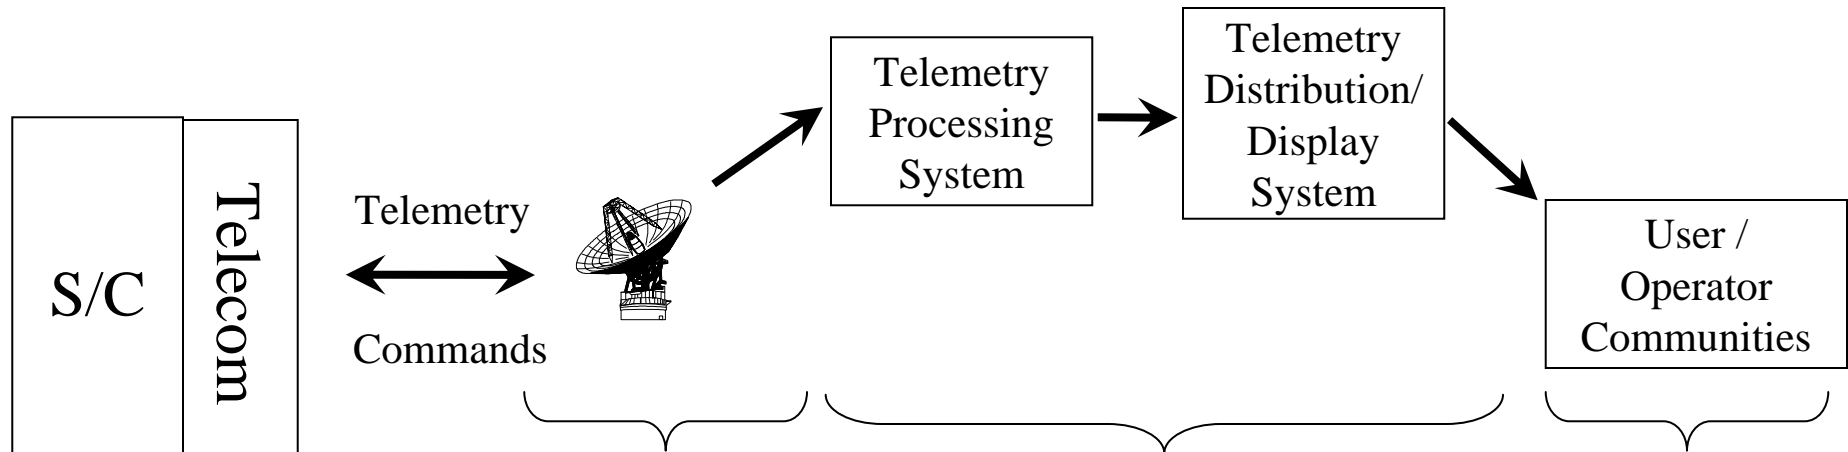 S/C
Telecom
Telemetry
Commands
Telemetry
Processing
System
Telemetry
Distribution/
Display
System
User /
Operator
Communities